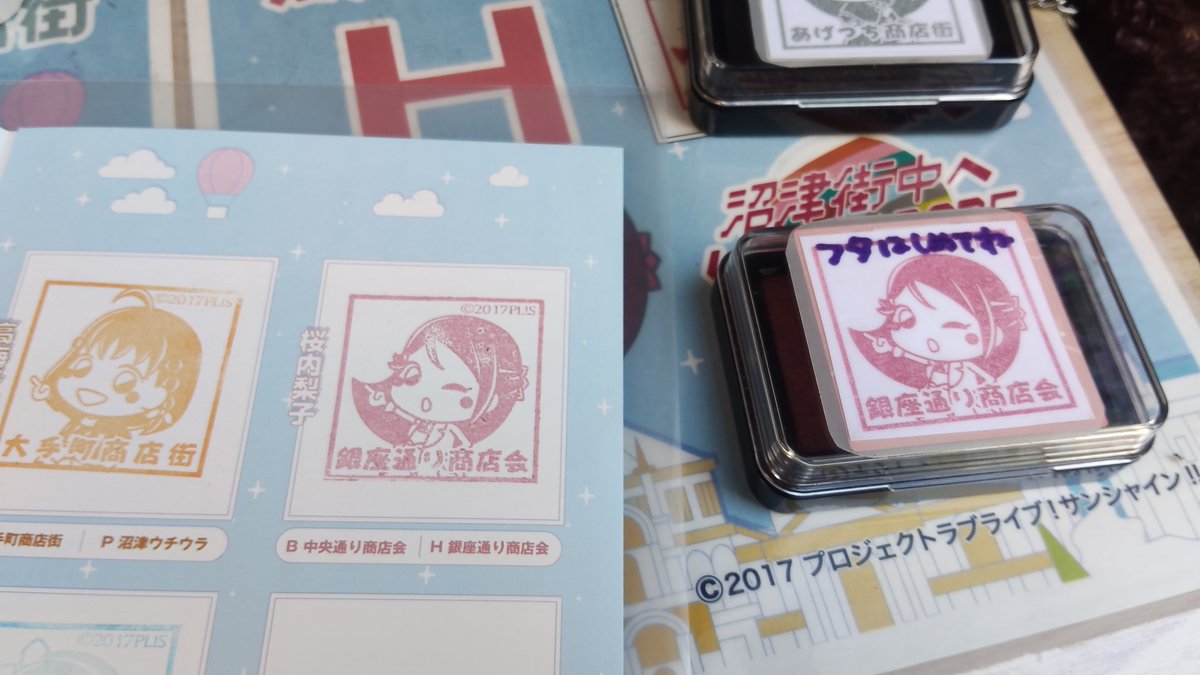 街
H
あげつち商店街
沼津街中へ
フタはしめてね
銀座通り商店会
©2017 プロジェクトラブライブ！サンシャイン!!
©2017PLIS
大手町商店街
手町商店街 P 沼津ウチウラ
桜内梨子
©2017PLIS
銀座通り商店会
B 中央通り商店会 H 銀座通り商店会
©2017PLIS